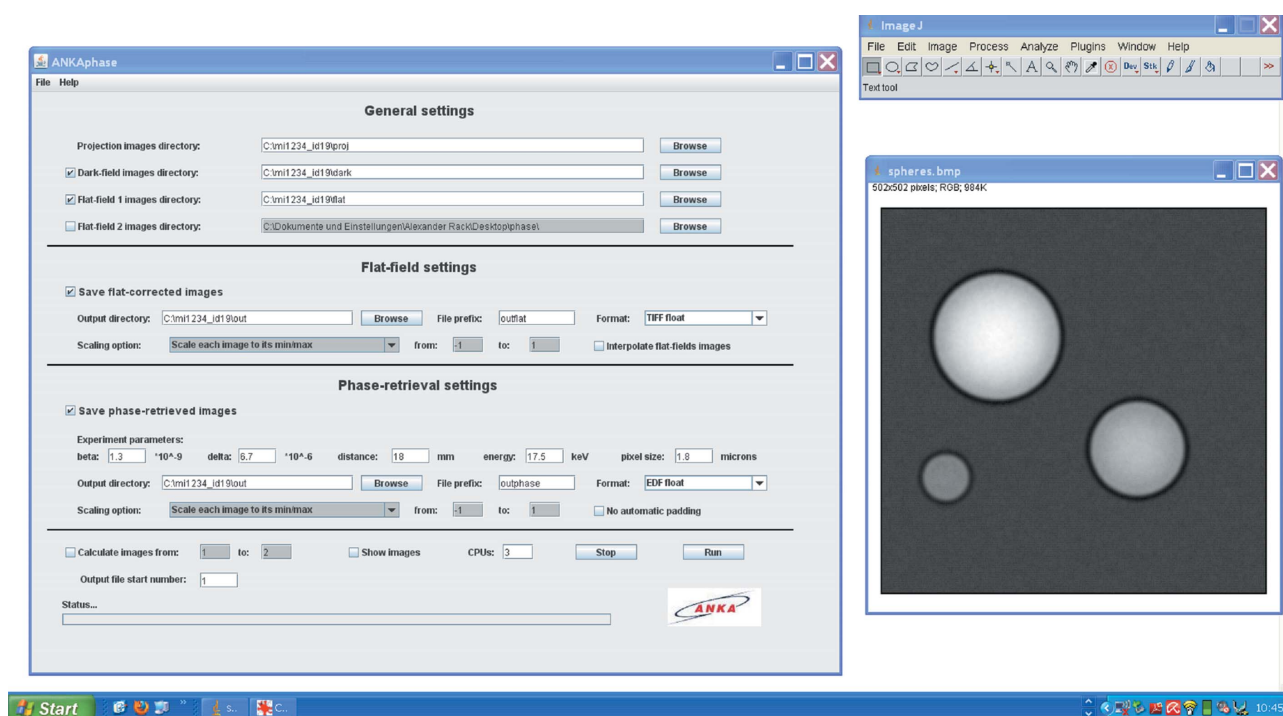 ANKAphase
File Help
General settings
Projection images directory: C:\mi1234_id19\proj Browse
Dark-field images directory: C:\mi1234_id19\dark Browse
Flat-field 1 images directory: C:\mi1234_id19\flat Browse
Flat-field 2 images directory: C:\Dokumente und Einstellungen\Alexander Rack\Desktop\phase\ Browse
Flat-field settings
Save flat-corrected images
Output directory: C:\mi1234_id19\out Browse File prefix: outflat Format: TIFF float
Scaling option: Scale each image to its min/max from: -1 to: 1 Interpolate flat-fields images
Phase-retrieval settings
Save phase-retrieved images
Experiment parameters:
beta: 1.3 *10^-9 delta: 6.7 *10^-6 distance: 18 mm energy: 17.5 keV pixel size: 1.8 microns
Output directory: C:\mi1234_id19\out Browse File prefix: outphase Format: EDF float
Scaling option: Scale each image to its min/max from: -1 to: 1 No automatic padding
Calculate images from: 1 to: 2 Show images CPUs: 3 Stop Run
Output file start number: 1
Status...
ANKA
ImageJ
File Edit Image Process Analyze Plugins Window Help
A Dev Stk >>
Text tool
spheres.bmp
502x502 pixels; RGB; 984K
Start s.. C.. 10:45